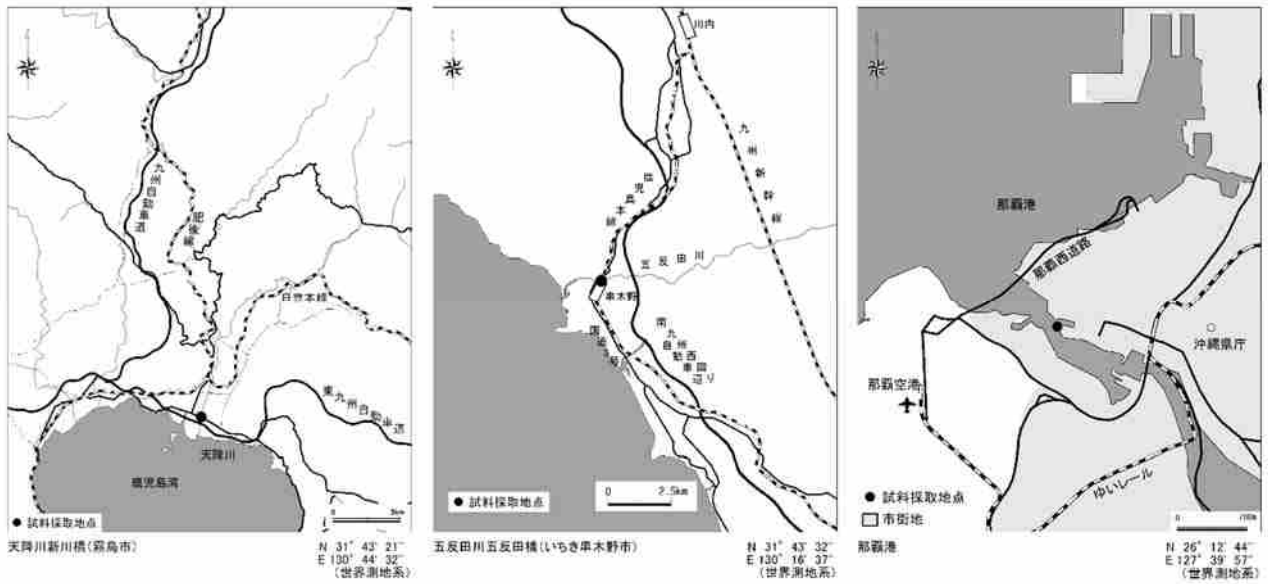 九州自動車道
肥薩線
日豊本線
東九州自動車道
天降川
鹿児島湾
● 試料採取地点
天降川新川橋(霧島市)
N 31° 43′ 21″
E 130° 44′ 32″
(世界測地系)
川内
九州新幹線
鹿児島本線
五反田川
串木野
国道3号
南九州西回り
自動車道
0 2.5km
● 試料採取地点
五反田川五反田橋(いちき串木野市)
N 31° 43′ 32″
E 130° 16′ 37″
(世界測地系)
那覇港
那覇西道路
沖縄県庁
那覇空港
ゆいレール
● 試料採取地点
市街地
那覇港
N 26° 12′ 44″
E 127° 39′ 57″
(世界測地系)